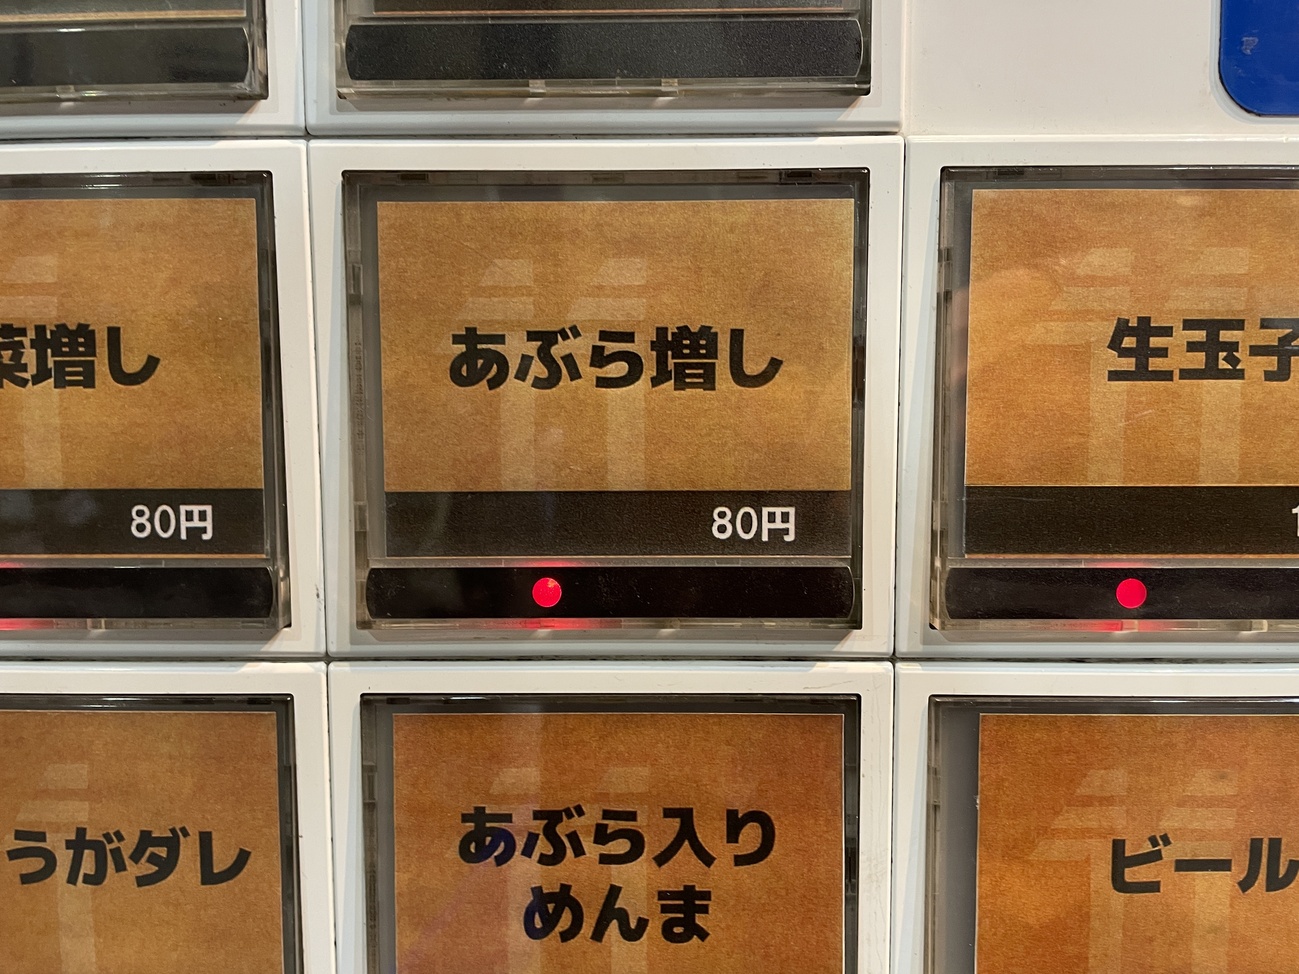 菜増し
80円
あぶら増し
80円
生玉子
うがダレ
あぶら入り
めんま
ビール